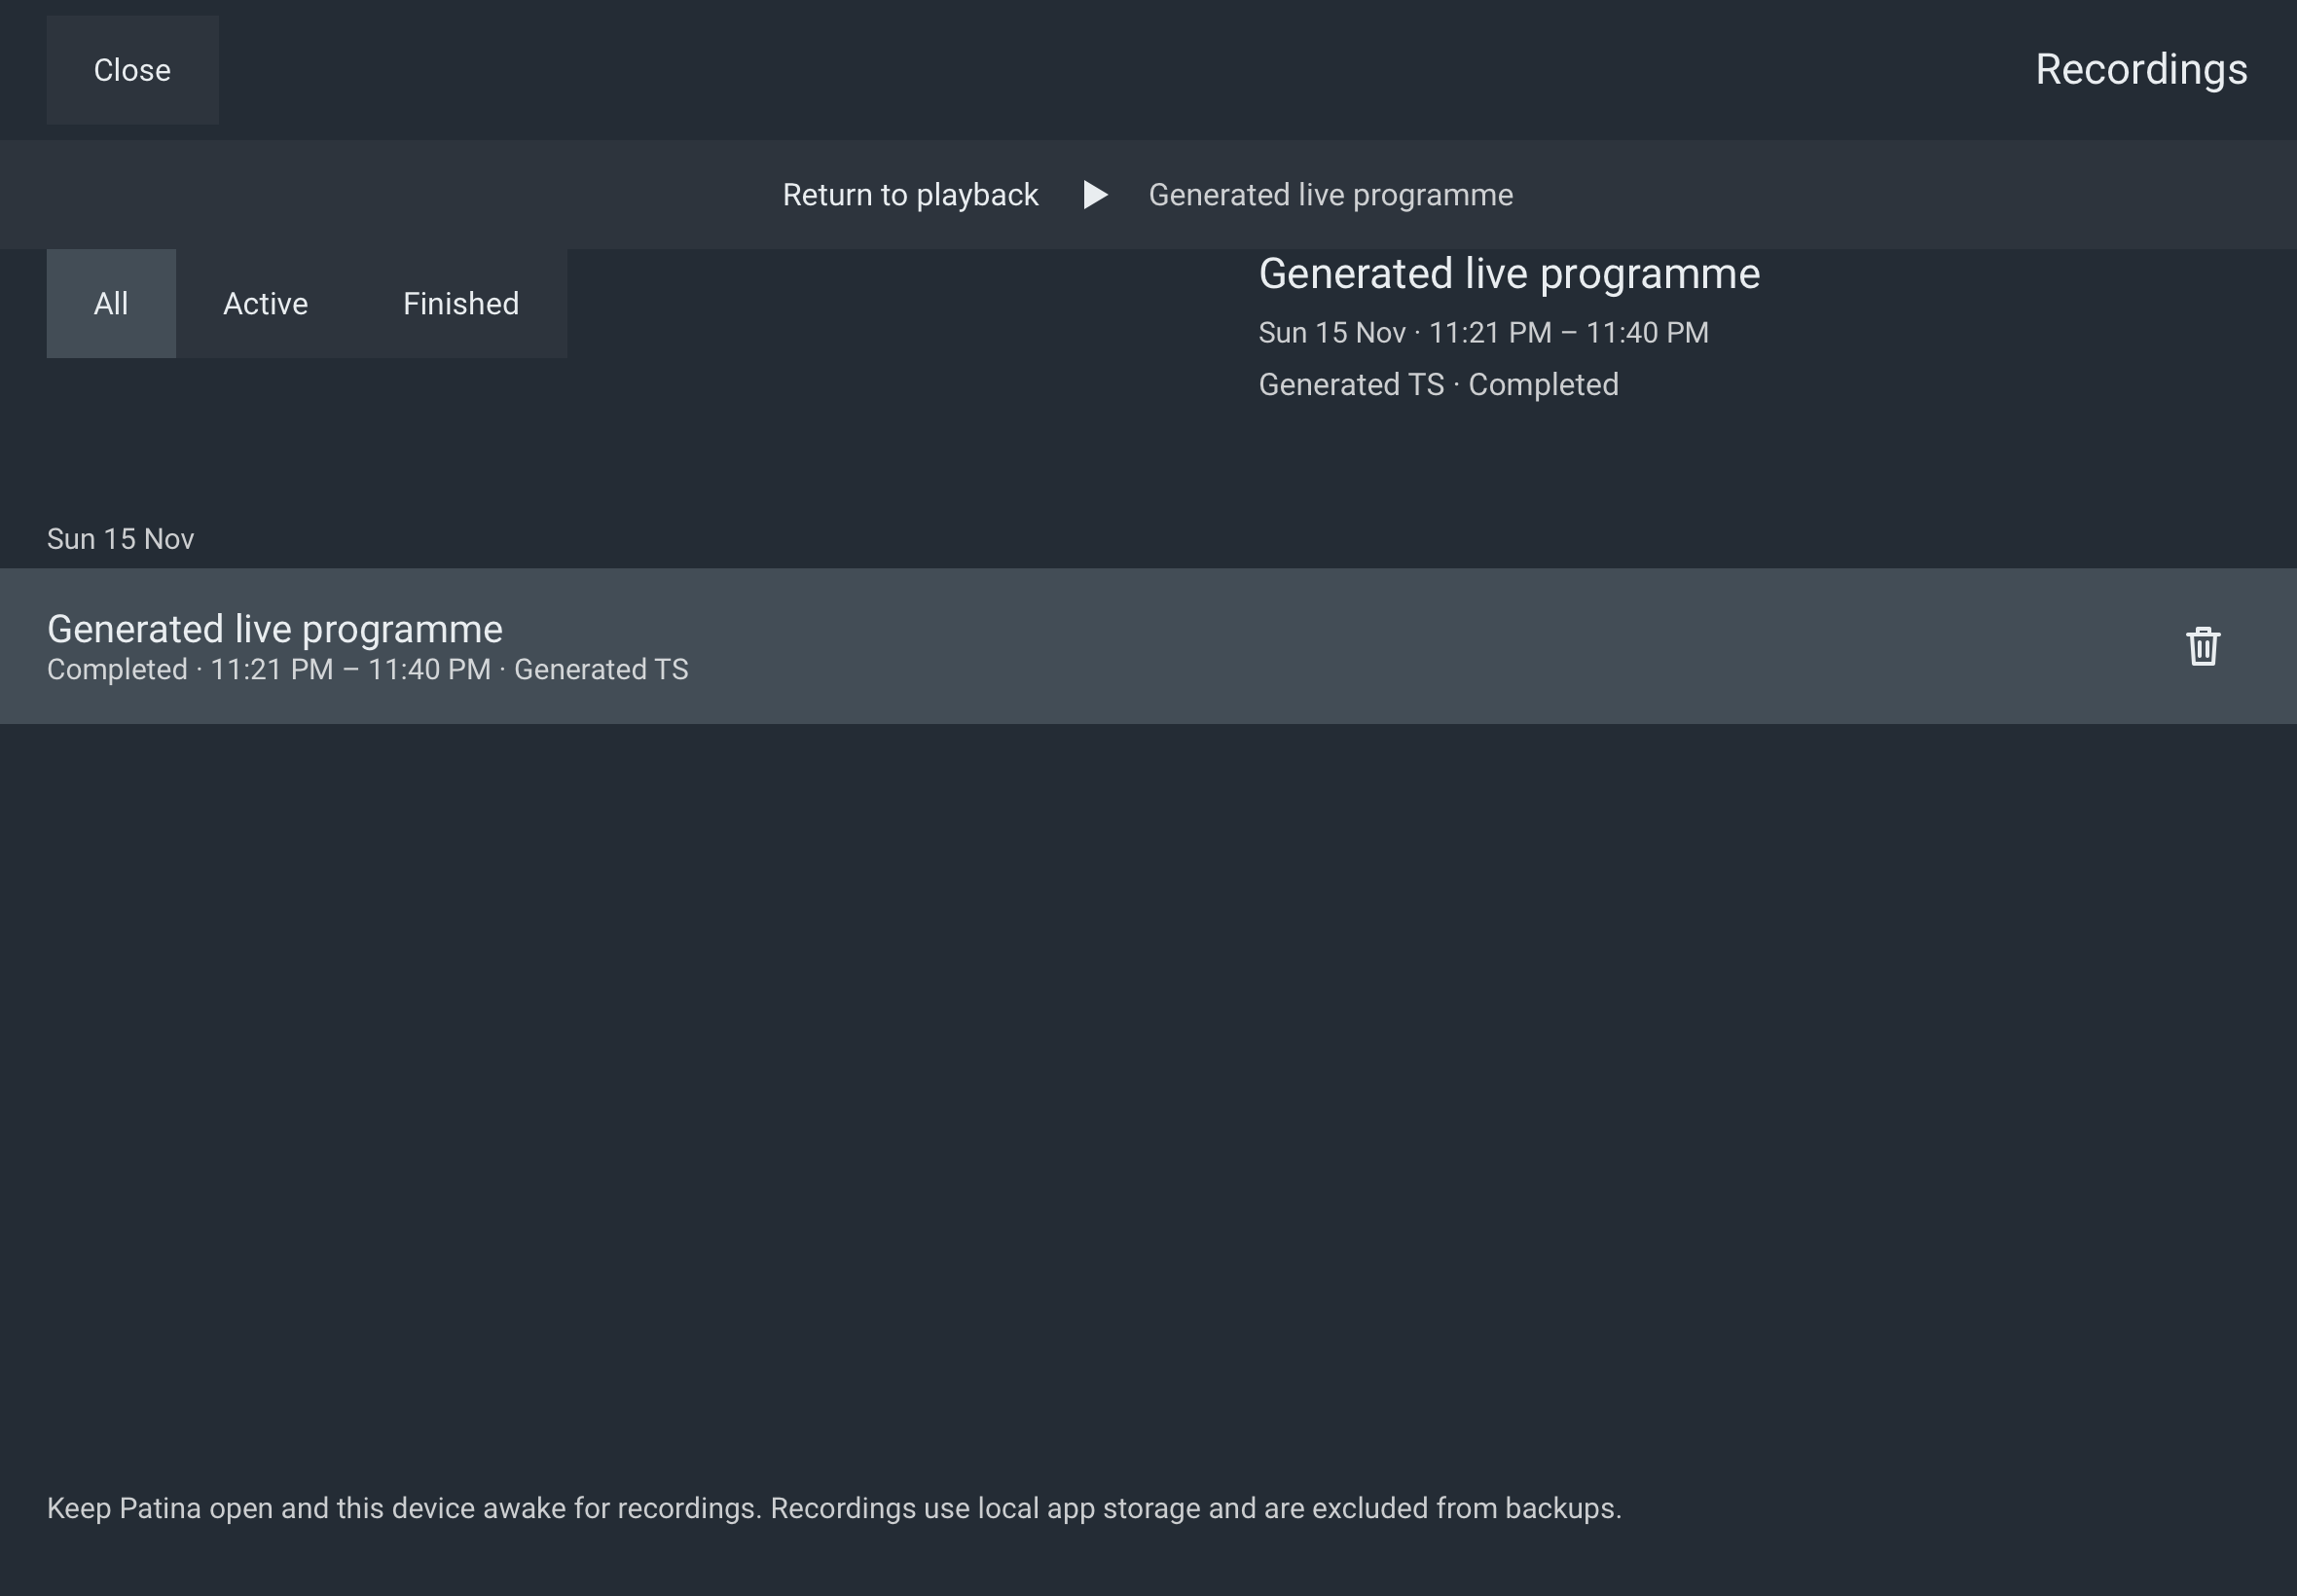 Close
Recordings
Return to playback
Generated live programme
All
Active
Finished
Generated live programme
Sun 15 Nov · 11:21 PM – 11:40 PM
Generated TS · Completed
Sun 15 Nov
Generated live programme
Completed · 11:21 PM – 11:40 PM · Generated TS
Keep Patina open and this device awake for recordings. Recordings use local app storage and are excluded from backups.